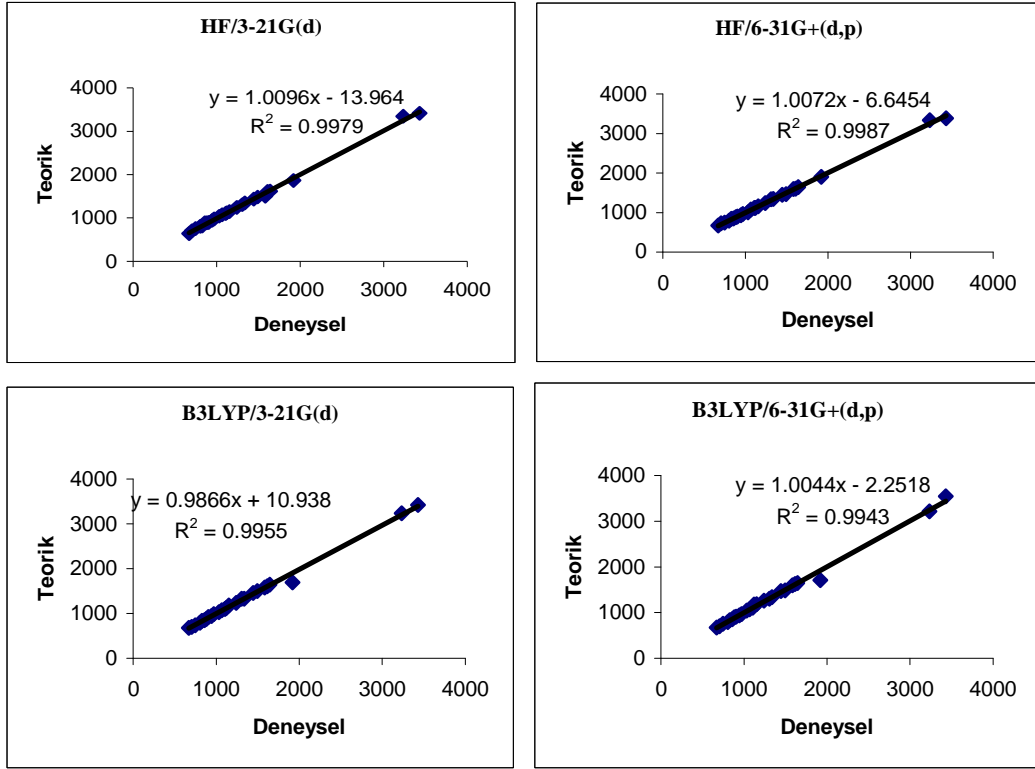 HF/3-21G(d)
y = 1.0096x - 13.964
R² = 0.9979
4000
3000
2000
1000
0
0 1000 2000 3000 4000
Teorik
Deneysel
HF/6-31G+(d,p)
y = 1.0072x - 6.6454
R² = 0.9987
4000
3000
2000
1000
0
0 1000 2000 3000 4000
Teorik
Deneysel
B3LYP/3-21G(d)
y = 0.9866x + 10.938
R² = 0.9955
4000
3000
2000
1000
0
0 1000 2000 3000 4000
Teorik
Deneysel
B3LYP/6-31G+(d,p)
y = 1.0044x - 2.2518
R² = 0.9943
4000
3000
2000
1000
0
0 1000 2000 3000 4000
Teorik
Deneysel